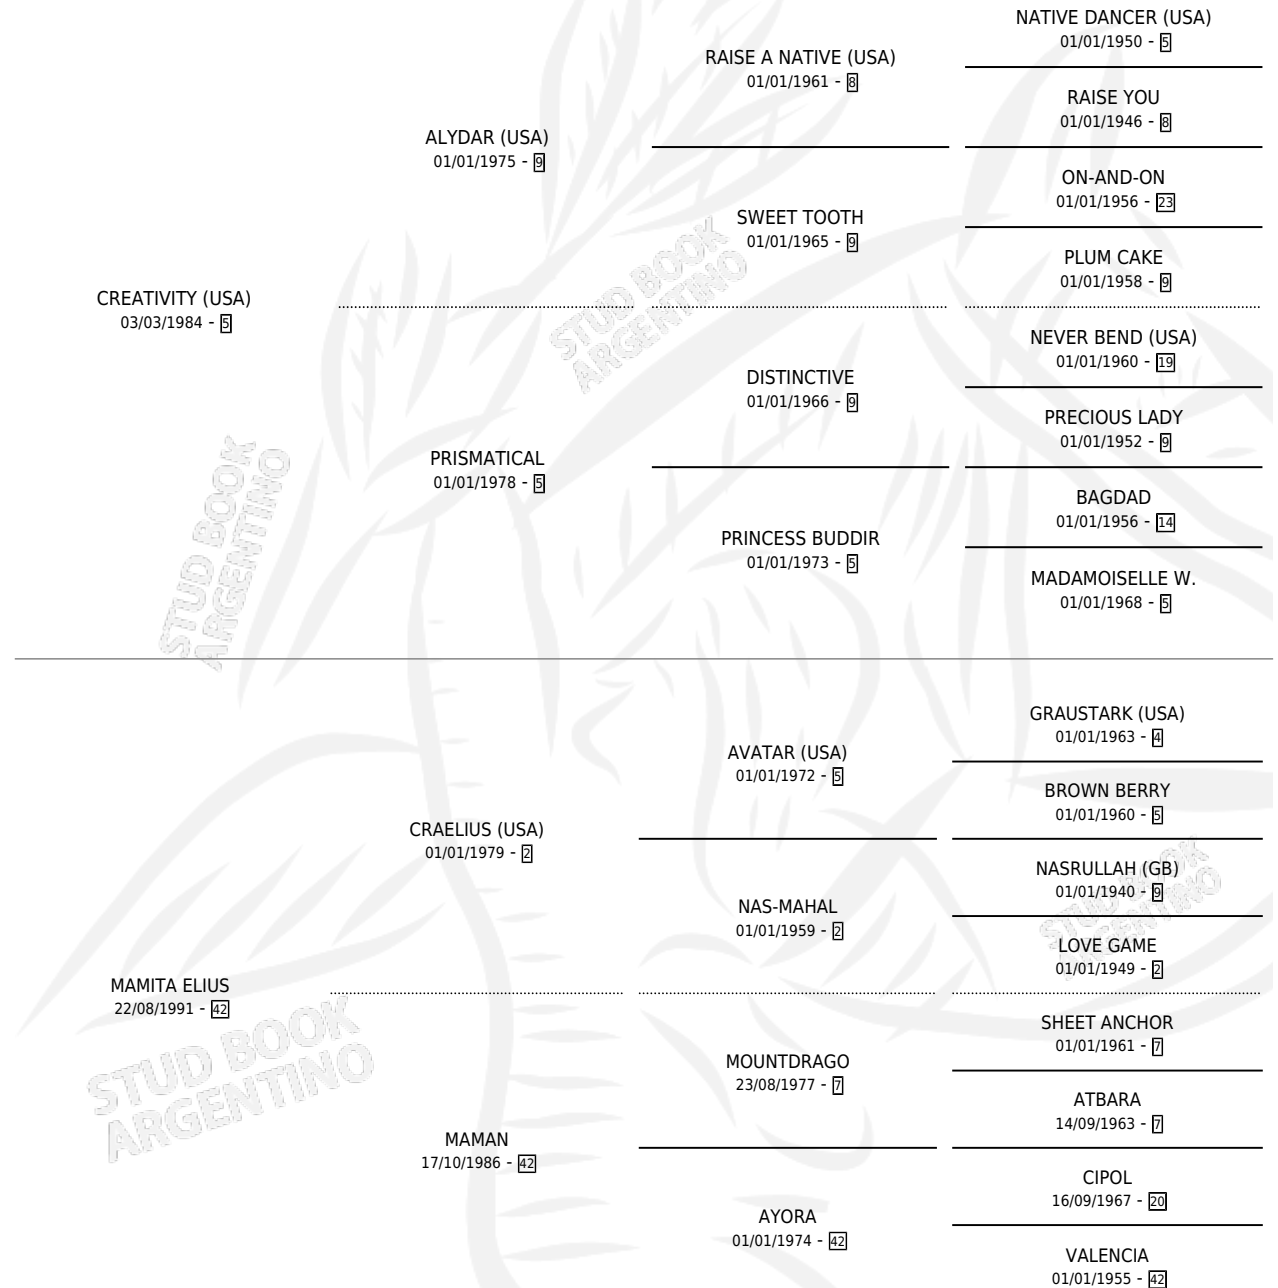 NATIVE DANCER (USA)
01/01/1950 - 5
RAISE A NATIVE (USA)
01/01/1961 - 8
RAISE YOU
01/01/1946 - 8
ALYDAR (USA)
01/01/1975 - 9
ON-AND-ON
01/01/1956 - 23
SWEET TOOTH
01/01/1965 - 9
PLUM CAKE
01/01/1958 - 9
CREATIVITY (USA)
03/03/1984 - 5
NEVER BEND (USA)
01/01/1960 - 19
DISTINCTIVE
01/01/1966 - 9
PRECIOUS LADY
01/01/1952 - 9
PRISMATICAL
01/01/1978 - 5
BAGDAD
01/01/1956 - 14
PRINCESS BUDDIR
01/01/1973 - 5
MADAMOISELLE W.
01/01/1968 - 5
GRAUSTARK (USA)
01/01/1963 - 4
AVATAR (USA)
01/01/1972 - 5
BROWN BERRY
01/01/1960 - 5
CRAELIUS (USA)
01/01/1979 - 2
NASRULLAH (GB)
01/01/1940 - 9
NAS-MAHAL
01/01/1959 - 2
LOVE GAME
01/01/1949 - 2
MAMITA ELIUS
22/08/1991 - 42
SHEET ANCHOR
01/01/1961 - 7
MOUNTDRAGO
23/08/1977 - 7
ATBARA
14/09/1963 - 7
MAMAN
17/10/1986 - 42
CIPOL
16/09/1967 - 20
AYORA
01/01/1974 - 42
VALENCIA
01/01/1955 - 42
STUD BOOK
ARGENTINO
STUD BOOK
ARGENTINO
STUD BOOK
ARGENTINO
STUD BOOK
ARGENTINO